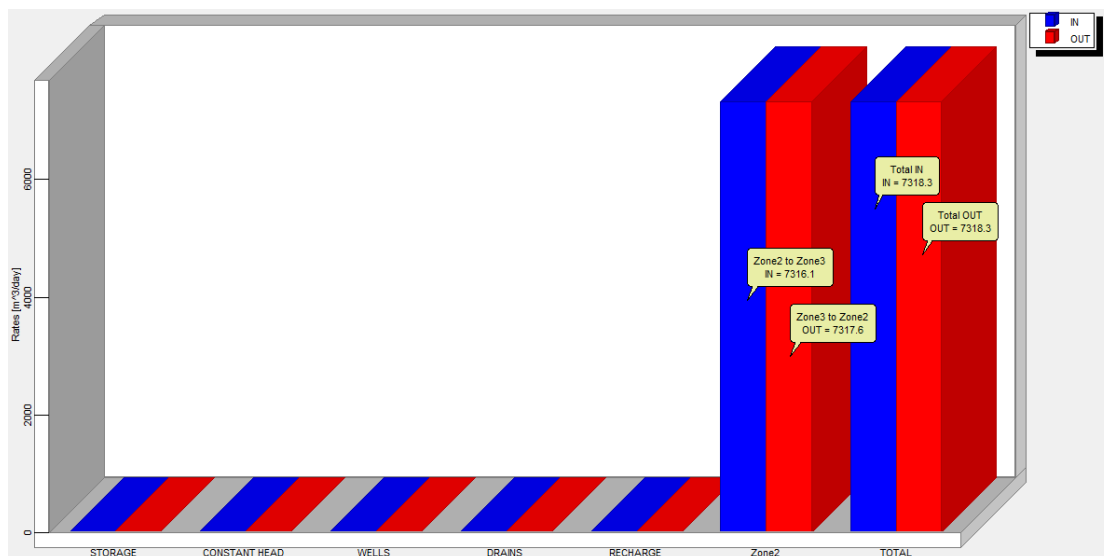 IN
OUT
Rates [m^3/day]
6000
4000
2000
0
Total IN
IN = 7318.3
Total OUT
OUT = 7318.3
Zone2 to Zone3
IN = 7316.1
Zone3 to Zone2
OUT = 7317.6
STORAGE
CONSTANT HEAD
WELLS
DRAINS
RECHARGE
Zone2
TOTAL